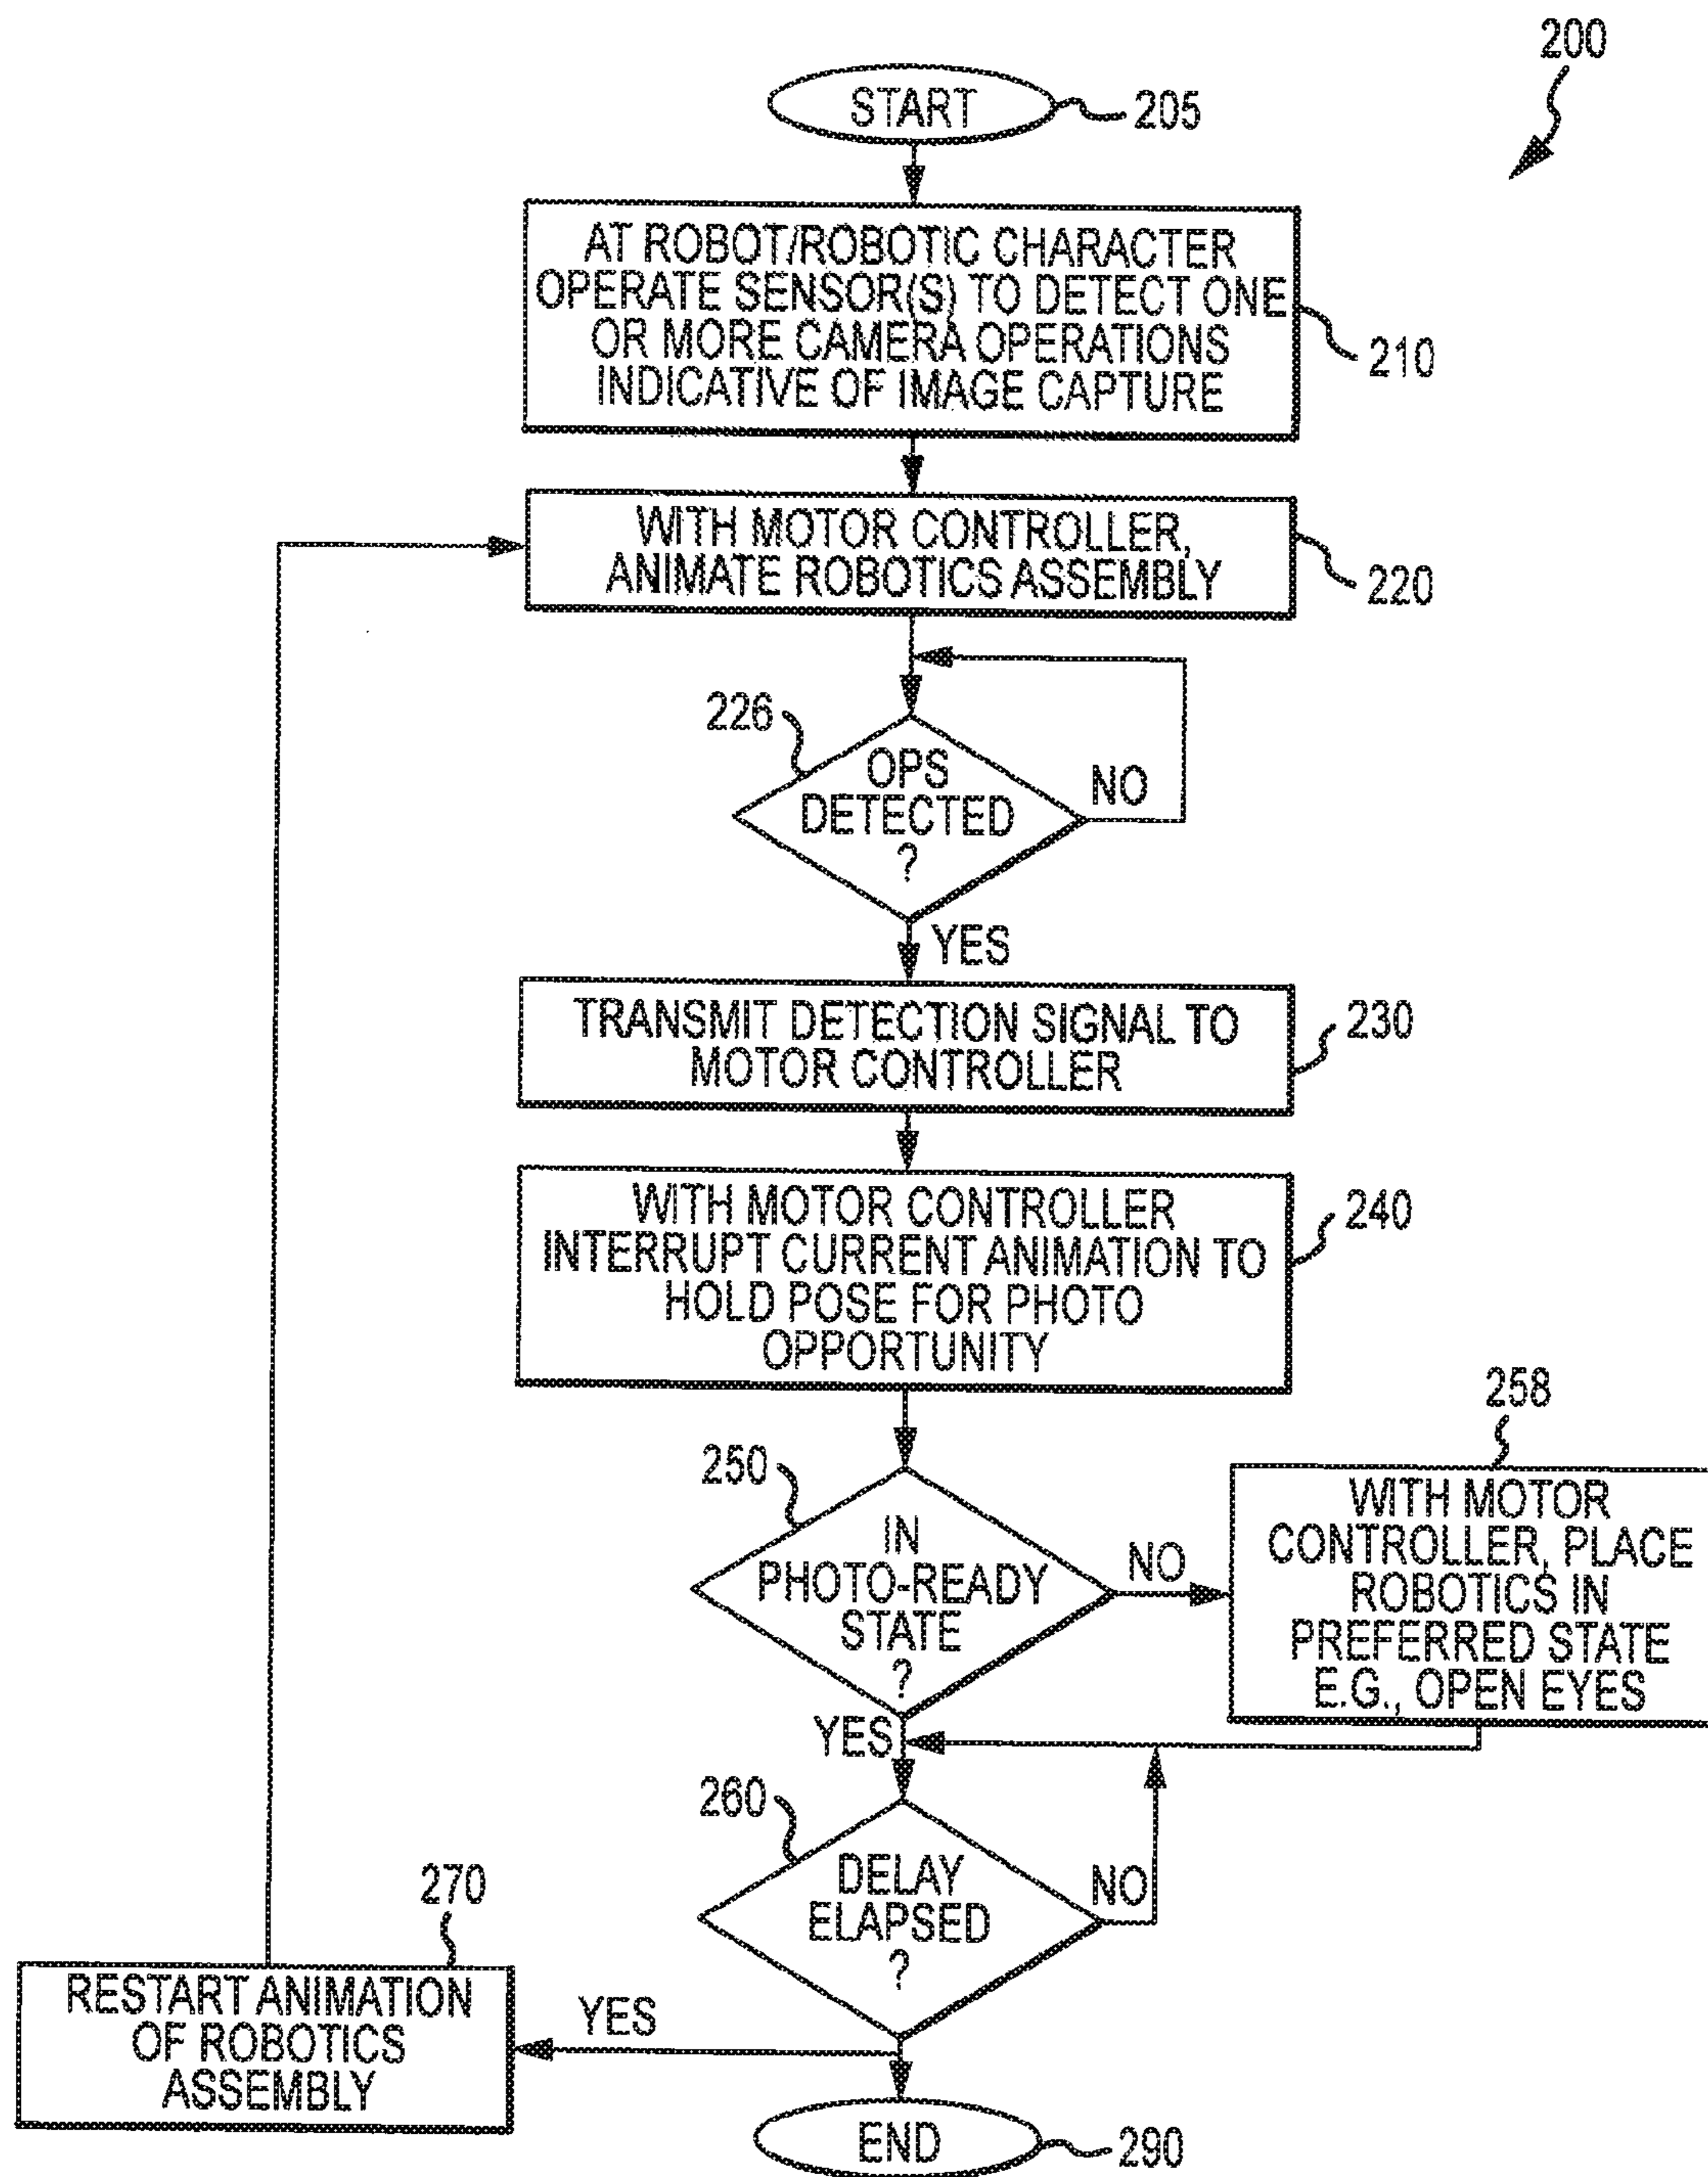 200
START
205
AT ROBOT/ROBOTIC CHARACTER
OPERATE SENSOR(S) TO DETECT ONE
OR MORE CAMERA OPERATIONS
INDICATIVE OF IMAGE CAPTURE
210
WITH MOTOR CONTROLLER,
ANIMATE ROBOTICS ASSEMBLY
220
226
OPS
DETECTED
?
NO
YES
TRANSMIT DETECTION SIGNAL TO
MOTOR CONTROLLER
230
WITH MOTOR CONTROLLER
INTERRUPT CURRENT ANIMATION TO
HOLD POSE FOR PHOTO
OPPORTUNITY
240
250
IN
PHOTO-READY
STATE
?
NO
258
WITH MOTOR
CONTROLLER, PLACE
ROBOTICS IN
PREFERRED STATE
E.G., OPEN EYES
YES
260
DELAY
ELAPSED
?
NO
YES
270
RESTART ANIMATION
OF ROBOTICS
ASSEMBLY
END
290